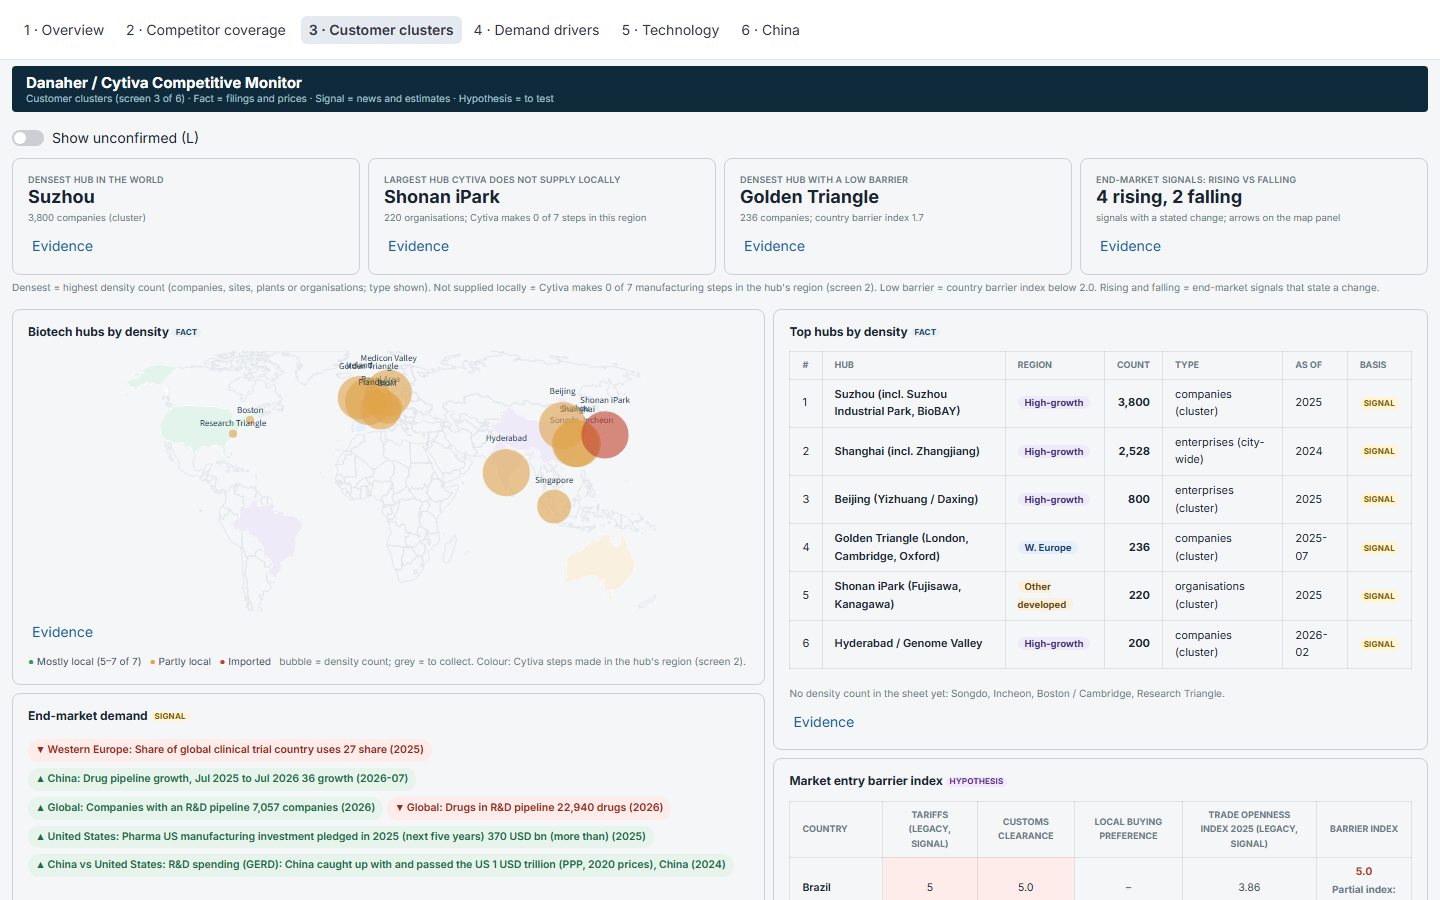 1 · Overview
2 · Competitor coverage
3 · Customer clusters
4 · Demand drivers
5 · Technology
6 · China
Danaher / Cytiva Competitive Monitor
Customer clusters (screen 3 of 6) · Fact = filings and prices · Signal = news and estimates · Hypothesis = to test
Show unconfirmed (L)
DENSEST HUB IN THE WORLD
Suzhou
3,800 companies (cluster)
Evidence
LARGEST HUB CYTIVA DOES NOT SUPPLY LOCALLY
Shonan iPark
220 organisations; Cytiva makes 0 of 7 steps in this region
Evidence
DENSEST HUB WITH A LOW BARRIER
Golden Triangle
236 companies; country barrier index 1.7
Evidence
END-MARKET SIGNALS: RISING VS FALLING
4 rising, 2 falling
signals with a stated change; arrows on the map panel
Evidence
Densest = highest density count (companies, sites, plants or organisations; type shown). Not supplied locally = Cytiva makes 0 of 7 manufacturing steps in the hub's region (screen 2). Low barrier = country barrier index below 2.0. Rising and falling = end-market signals that state a change.
Biotech hubs by density FACT
Medicon Valley
Golden Triangle
Boston
Research Triangle
Beijing
Shonan iPark
Shanghai
Songdo, Incheon
Hyderabad
Singapore
Evidence
● Mostly local (5–7 of 7) ● Partly local ● Imported bubble = density count; grey = to collect. Colour: Cytiva steps made in the hub's region (screen 2).
End-market demand SIGNAL
▼ Western Europe: Share of global clinical trial country uses 27 share (2025)
▲ China: Drug pipeline growth, Jul 2025 to Jul 2026 36 growth (2026-07)
▲ Global: Companies with an R&D pipeline 7,057 companies (2026)
▼ Global: Drugs in R&D pipeline 22,940 drugs (2026)
▲ United States: Pharma US manufacturing investment pledged in 2025 (next five years) 370 USD bn (more than) (2025)
▲ China vs United States: R&D spending (GERD): China caught up with and passed the US 1 USD trillion (PPP, 2020 prices), China (2024)
Top hubs by density FACT
# HUB REGION COUNT TYPE AS OF BASIS
1 Suzhou (incl. Suzhou Industrial Park, BioBAY) High-growth 3,800 companies (cluster) 2025 SIGNAL
2 Shanghai (incl. Zhangjiang) High-growth 2,528 enterprises (city-wide) 2024 SIGNAL
3 Beijing (Yizhuang / Daxing) High-growth 800 enterprises (cluster) 2025 SIGNAL
4 Golden Triangle (London, Cambridge, Oxford) W. Europe 236 companies (cluster) 2025-07 SIGNAL
5 Shonan iPark (Fujisawa, Kanagawa) Other developed 220 organisations (cluster) 2025 SIGNAL
6 Hyderabad / Genome Valley High-growth 200 companies (cluster) 2026-02 SIGNAL
No density count in the sheet yet: Songdo, Incheon, Boston / Cambridge, Research Triangle.
Evidence
Market entry barrier index HYPOTHESIS
COUNTRY TARIFFS (LEGACY, SIGNAL) CUSTOMS CLEARANCE LOCAL BUYING PREFERENCE TRADE OPENNESS INDEX 2025 (LEGACY, SIGNAL) BARRIER INDEX
Brazil 5 5.0 – 3.86 5.0
Partial index: